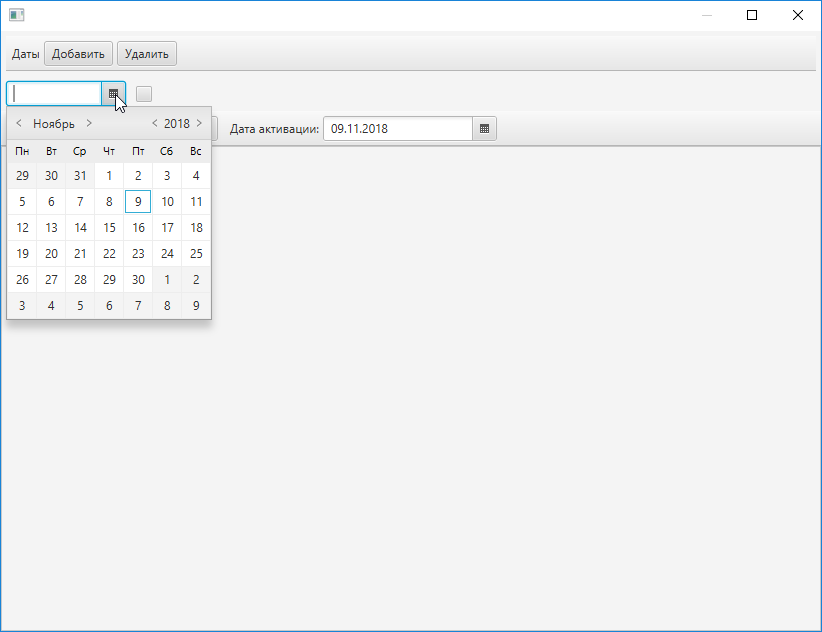 Даты Добавить Удалить
< Ноябрь > < 2018 >
Дата активации: 09.11.2018
Пн Вт Ср Чт Пт Сб Вс
29 30 31 1 2 3 4
5 6 7 8 9 10 11
12 13 14 15 16 17 18
19 20 21 22 23 24 25
26 27 28 29 30 1 2
3 4 5 6 7 8 9